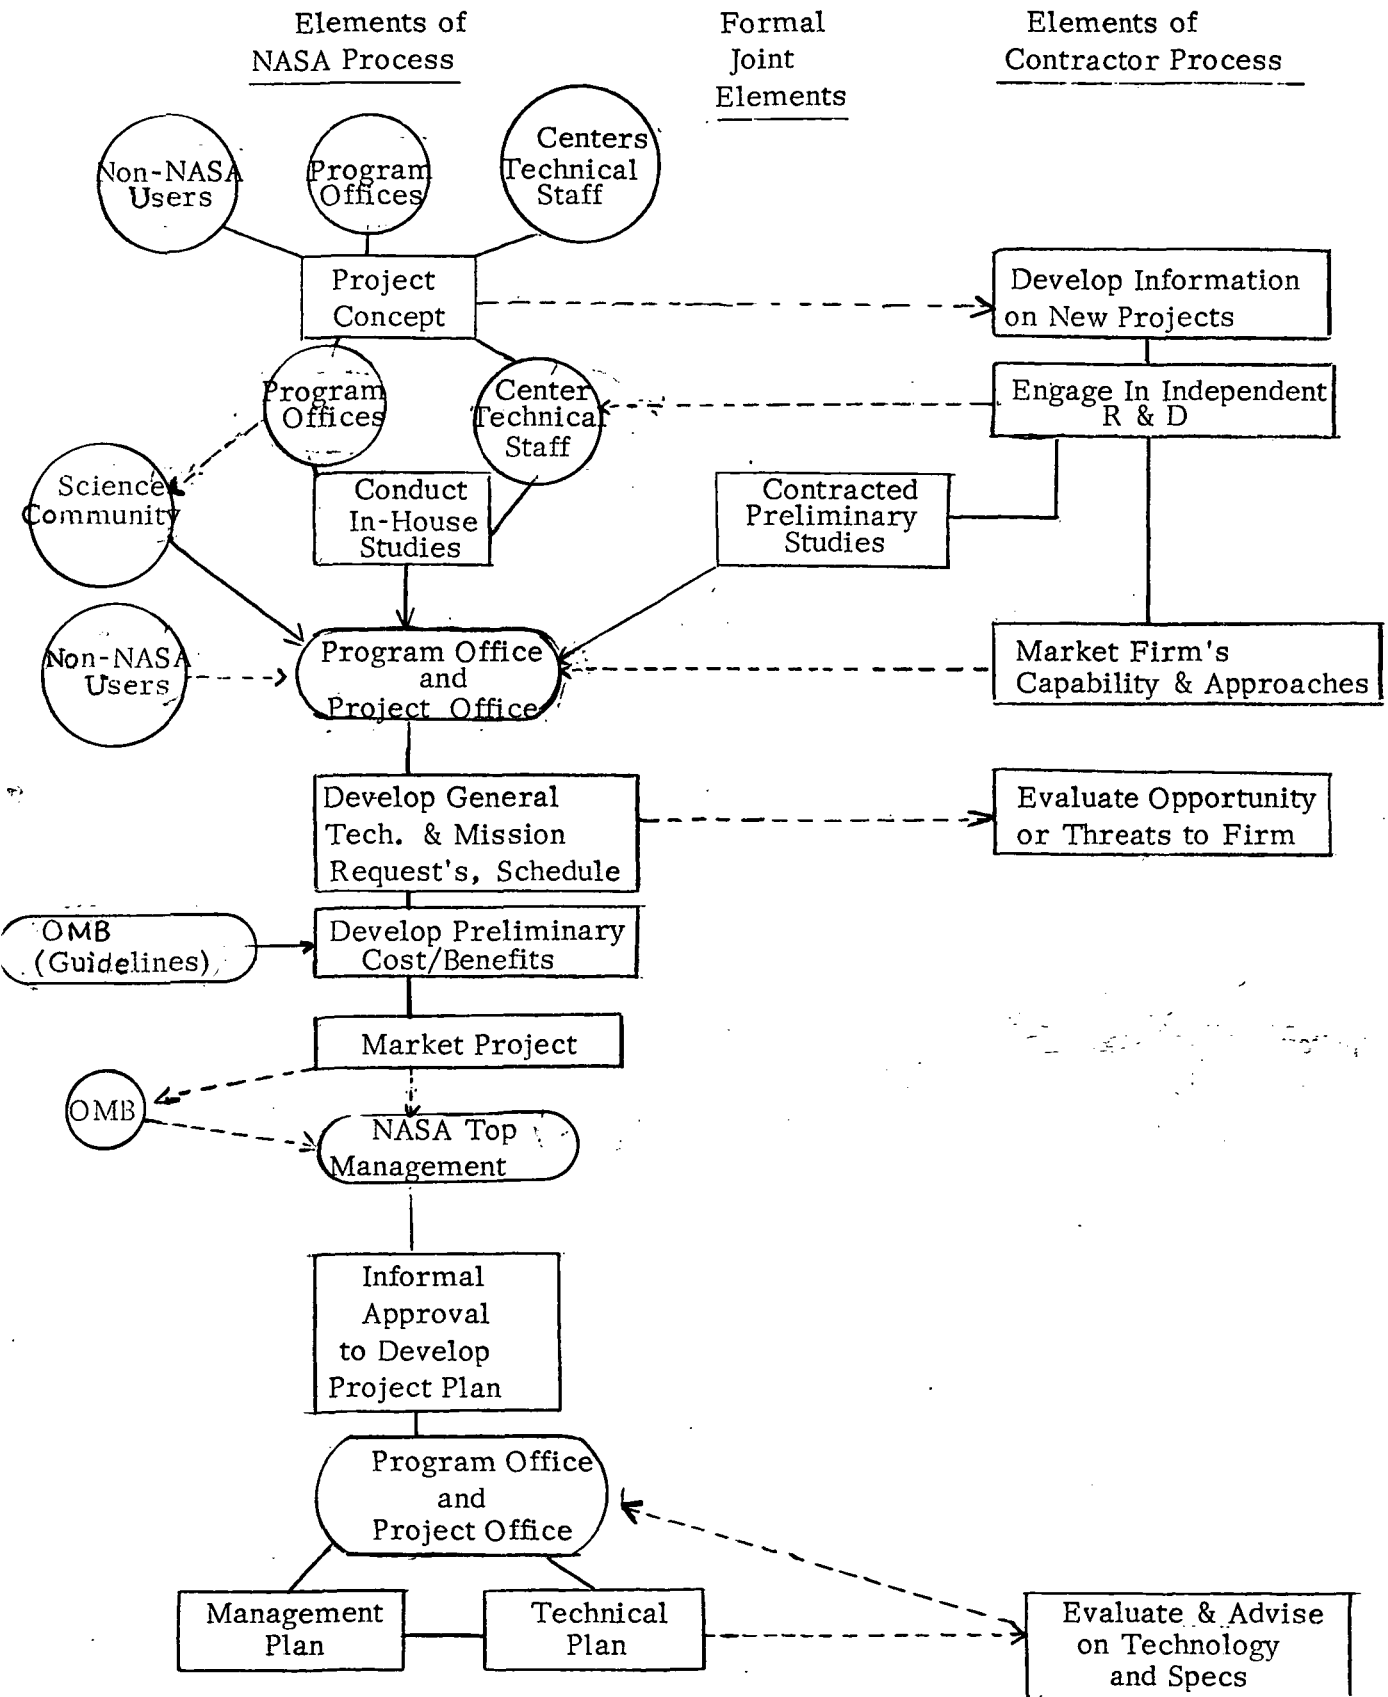 Elements of
NASA Process
Formal
Joint
Elements
Elements of
Contractor Process
Non-NASA
Users
Program
Offices
Centers
Technical
Staff
Project
Concept
Develop Information
on New Projects
Program
Offices
Center
Technical
Staff
Engage In Independent
R & D
Science
Community
Conduct
In-House
Studies
Contracted
Preliminary
Studies
Non-NASA
Users
Program Office
and
Project Office
Market Firm's
Capability & Approaches
Develop General
Tech. & Mission
Request's, Schedule
Evaluate Opportunity
or Threats to Firm
OMB
(Guidelines)
Develop Preliminary
Cost/Benefits
Market Project
OMB
NASA Top
Management
Informal
Approval
to Develop
Project Plan
Program Office
and
Project Office
Management
Plan
Technical
Plan
Evaluate & Advise
on Technology
and Specs